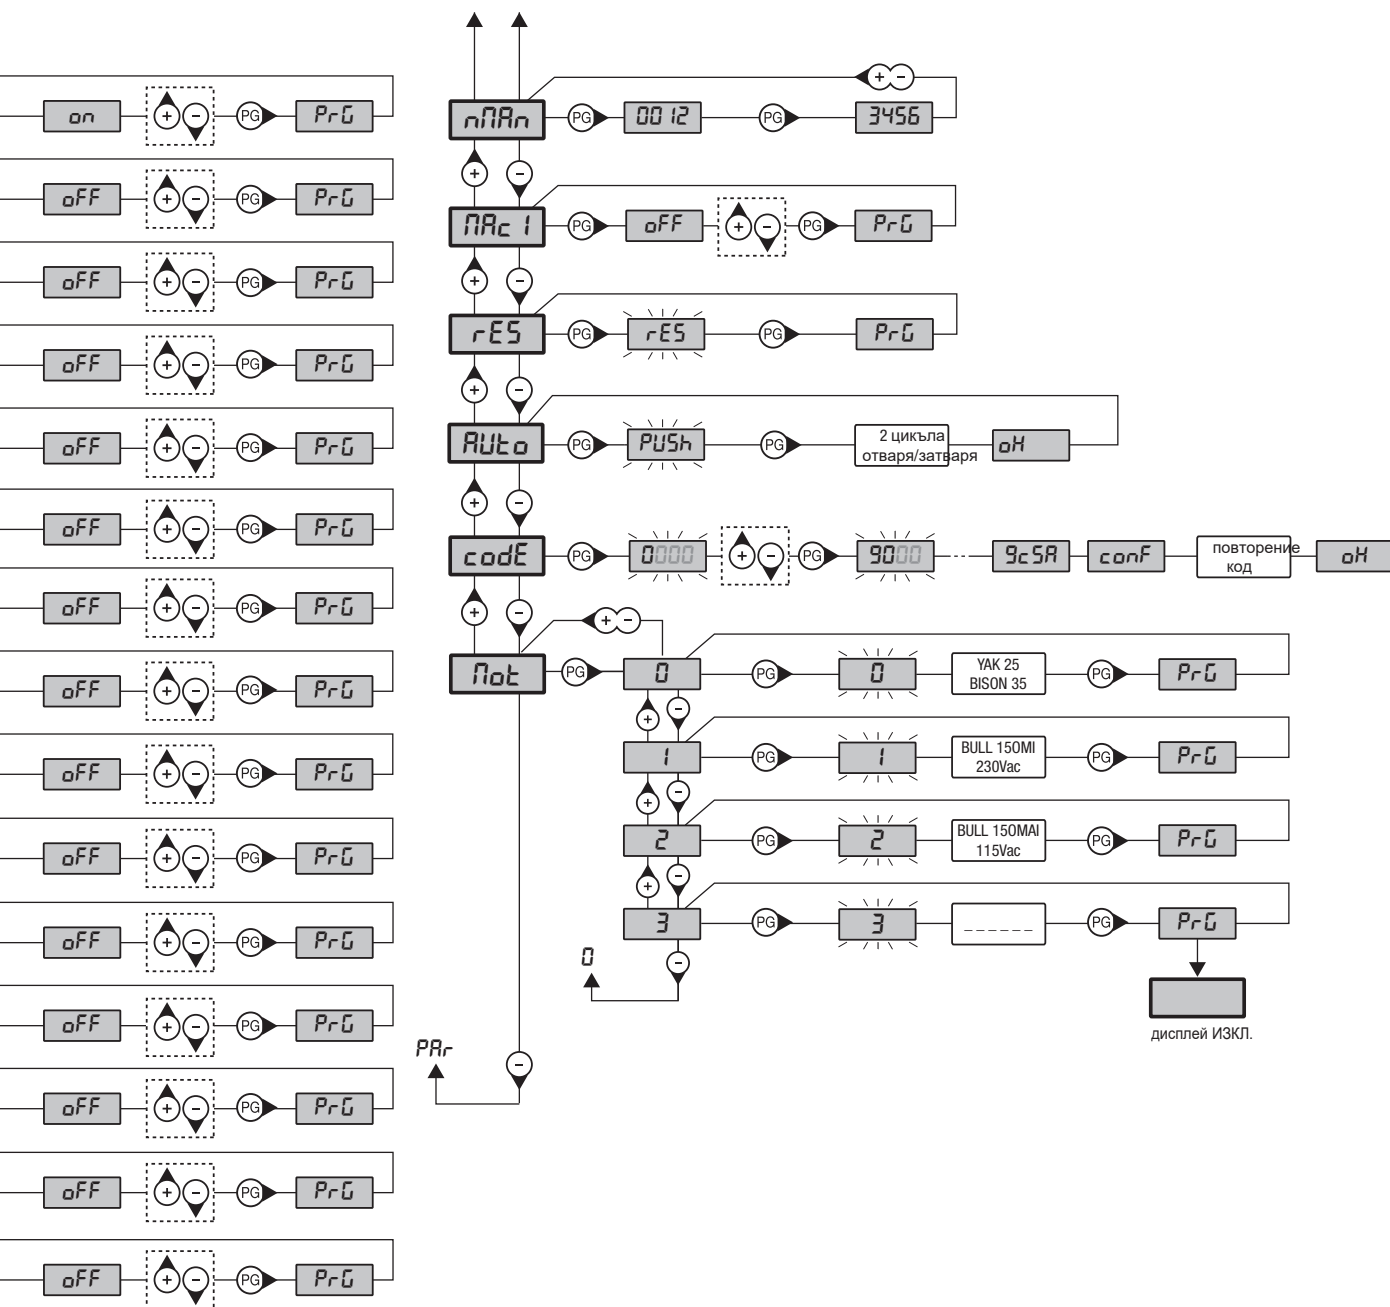 on + - PG PrG
oFF + - PG PrG
oFF + - PG PrG
oFF + - PG PrG
oFF + - PG PrG
oFF + - PG PrG
oFF + - PG PrG
oFF + - PG PrG
oFF + - PG PrG
oFF + - PG PrG
oFF + - PG PrG
oFF + - PG PrG
oFF + - PG PrG
oFF + - PG PrG
oFF + - PG PrG
+ -
nMAn PG 0012 PG 3456
+ -
MAc1 PG oFF + - PG PrG
+ -
rES PG rES PG PrG
+ -
AUto PG PUSh PG 2 цикъла
отваря/затваря oK
+ -
codE PG 0000 + - PG 9000 9c5A conF повторение
код oK
+ - + -
Mot PG 0 PG 0 YAK 25
BISON 35 PG PrG
+ -
1 PG 1 BULL 150MI
230Vac PG PrG
+ -
2 PG 2 BULL 150MAI
115Vac PG PrG
+ -
3 PG 3 _ _ _ _ _ _ PG PrG
0 -
дисплей ИЗКЛ.
PAr -